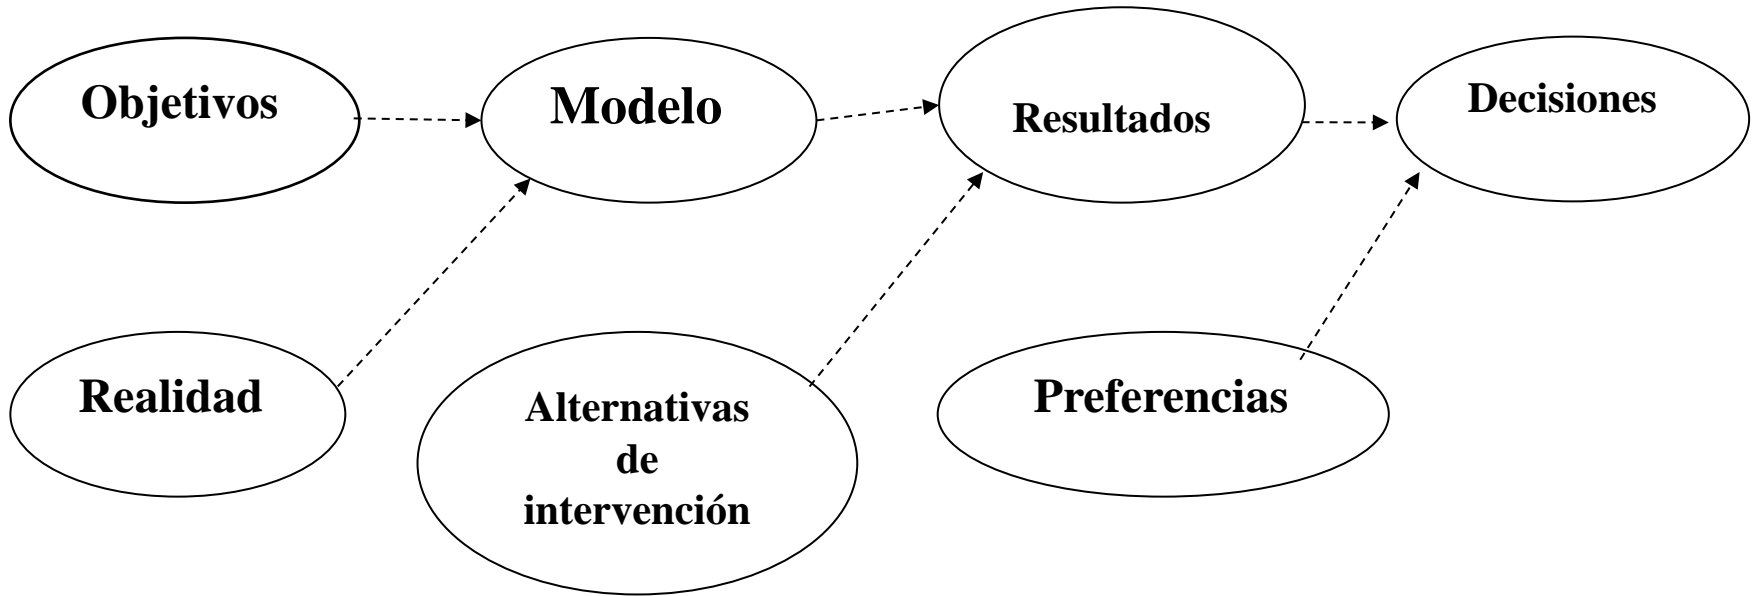 Objetivos
Modelo
Resultados
Decisiones
Realidad
Alternativas
de
intervención
Preferencias